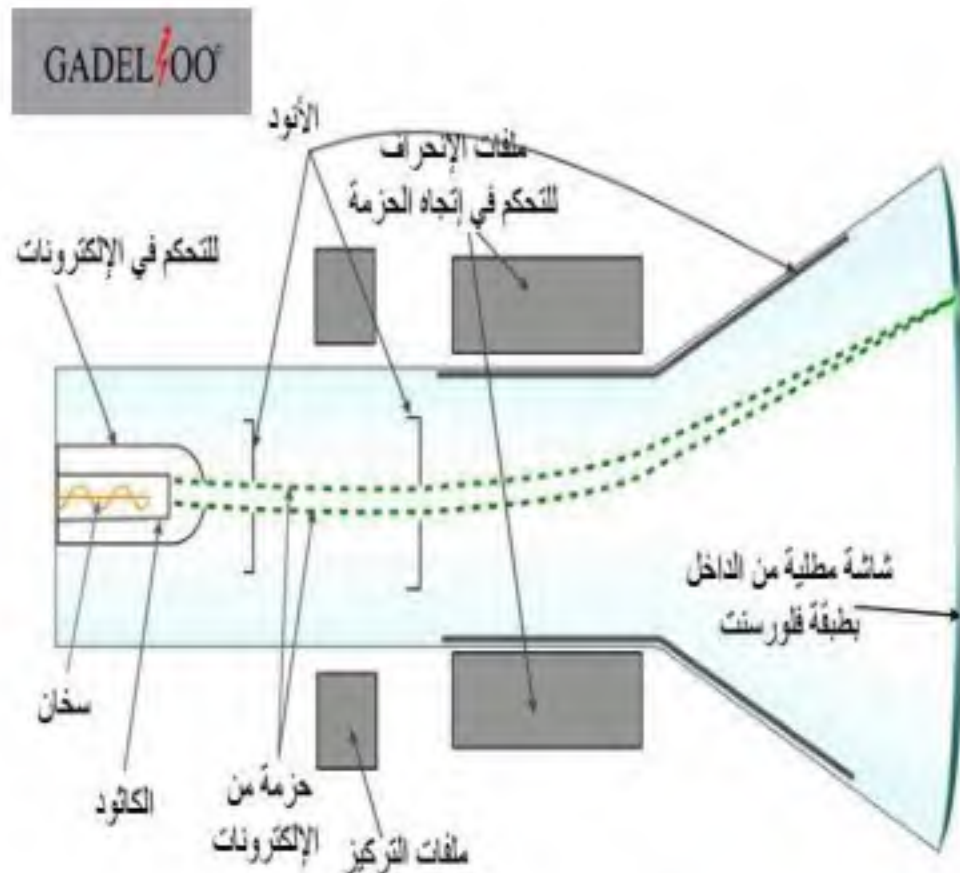 GADELOO
الأنود
ملفات الإنحراف
للتحكم في إتجاه الحزمة
للتحكم في الإلكترونات
شاشة مطلية من الداخل
بطبقة فلورسنت
سخان
الكاثود
حزمة من
الإلكترونات
ملفات التركيز